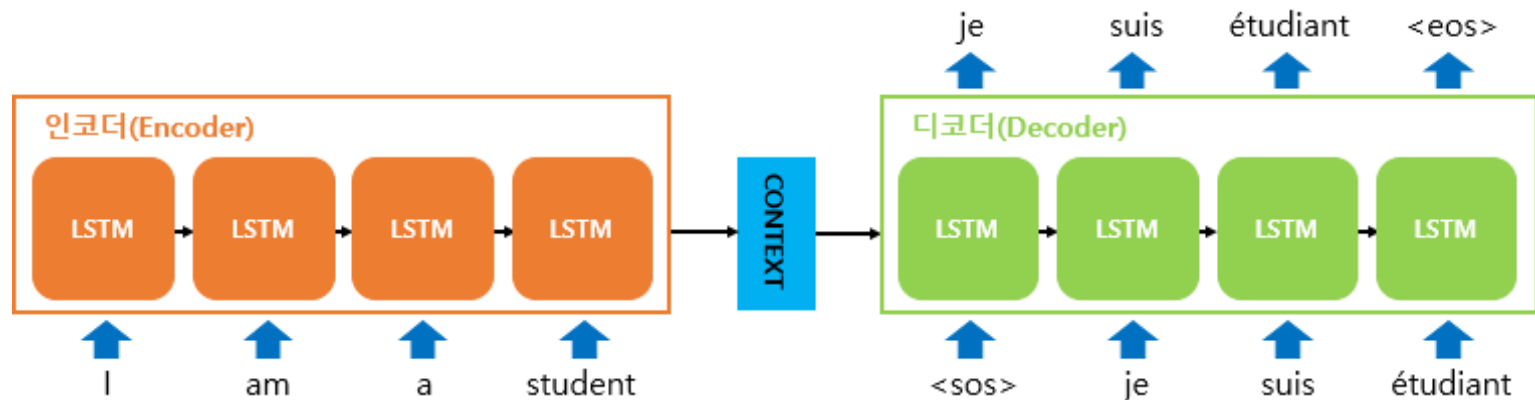 je suis étudiant <eos>
인코더(Encoder)
디코더(Decoder)
LSTM LSTM LSTM LSTM
CONTEXT
LSTM LSTM LSTM LSTM
I am a student
<sos> je suis étudiant